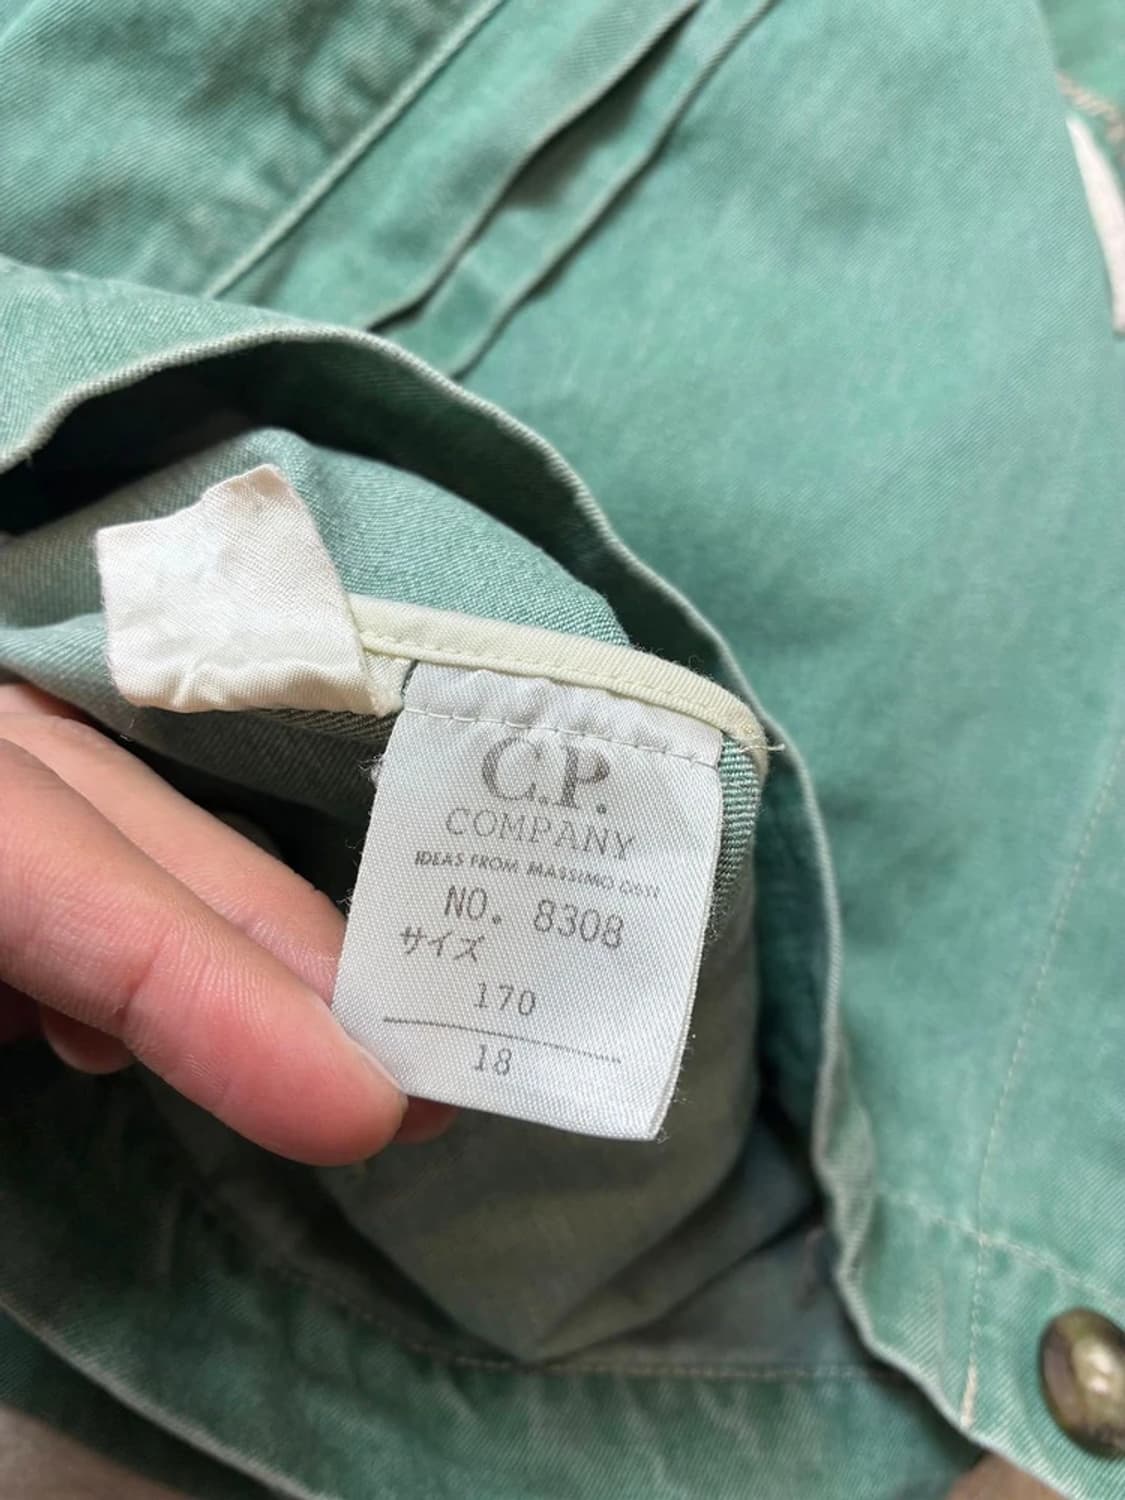 C.P.
COMPANY
IDEAS FROM MASSIMO OSTI
NO. 8308
サイズ
170
18